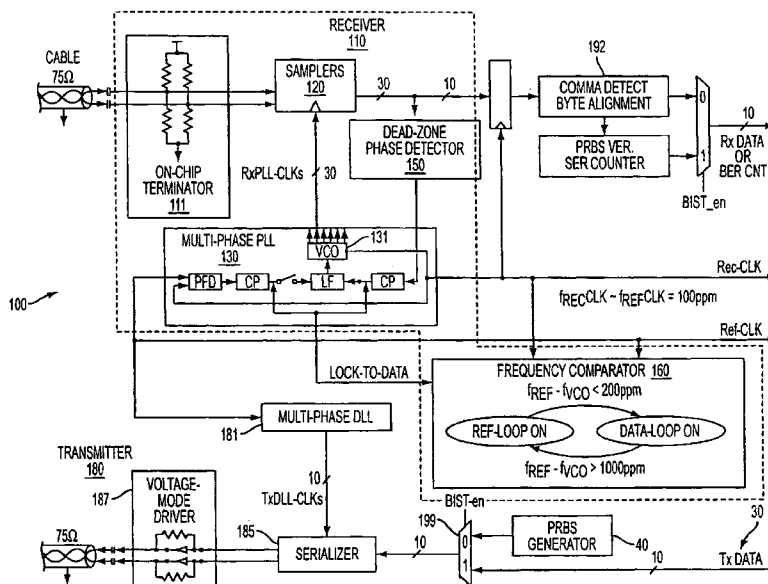 RECEIVER
110
CABLE
75Ω
SAMPLERS
120
30
10
192
COMMA DETECT
BYTE ALIGNMENT
0
10
Rx DATA
OR
BER CNT
DEAD-ZONE
PHASE DETECTOR
150
PRBS VER.
SER COUNTER
1
BIST_en
ON-CHIP
TERMINATOR
111
RxPLL-CLKs
30
MULTI-PHASE PLL
130
VCO
131
PFD
CP
LF
CP
Rec-CLK
100
fRECCLK ~ fREFCLK = 100ppm
Ref-CLK
LOCK-TO-DATA
FREQUENCY COMPARATOR 160
fREF - fVCO < 200ppm
REF-LOOP ON
DATA-LOOP ON
fREF - fVCO > 1000ppm
MULTI-PHASE DLL
181
TRANSMITTER
180
187
VOLTAGE-
MODE
DRIVER
10
TxDLL-CLKs
BIST-en
199
30
75Ω
185
SERIALIZER
10
0
1
PRBS
GENERATOR
40
10
Tx DATA